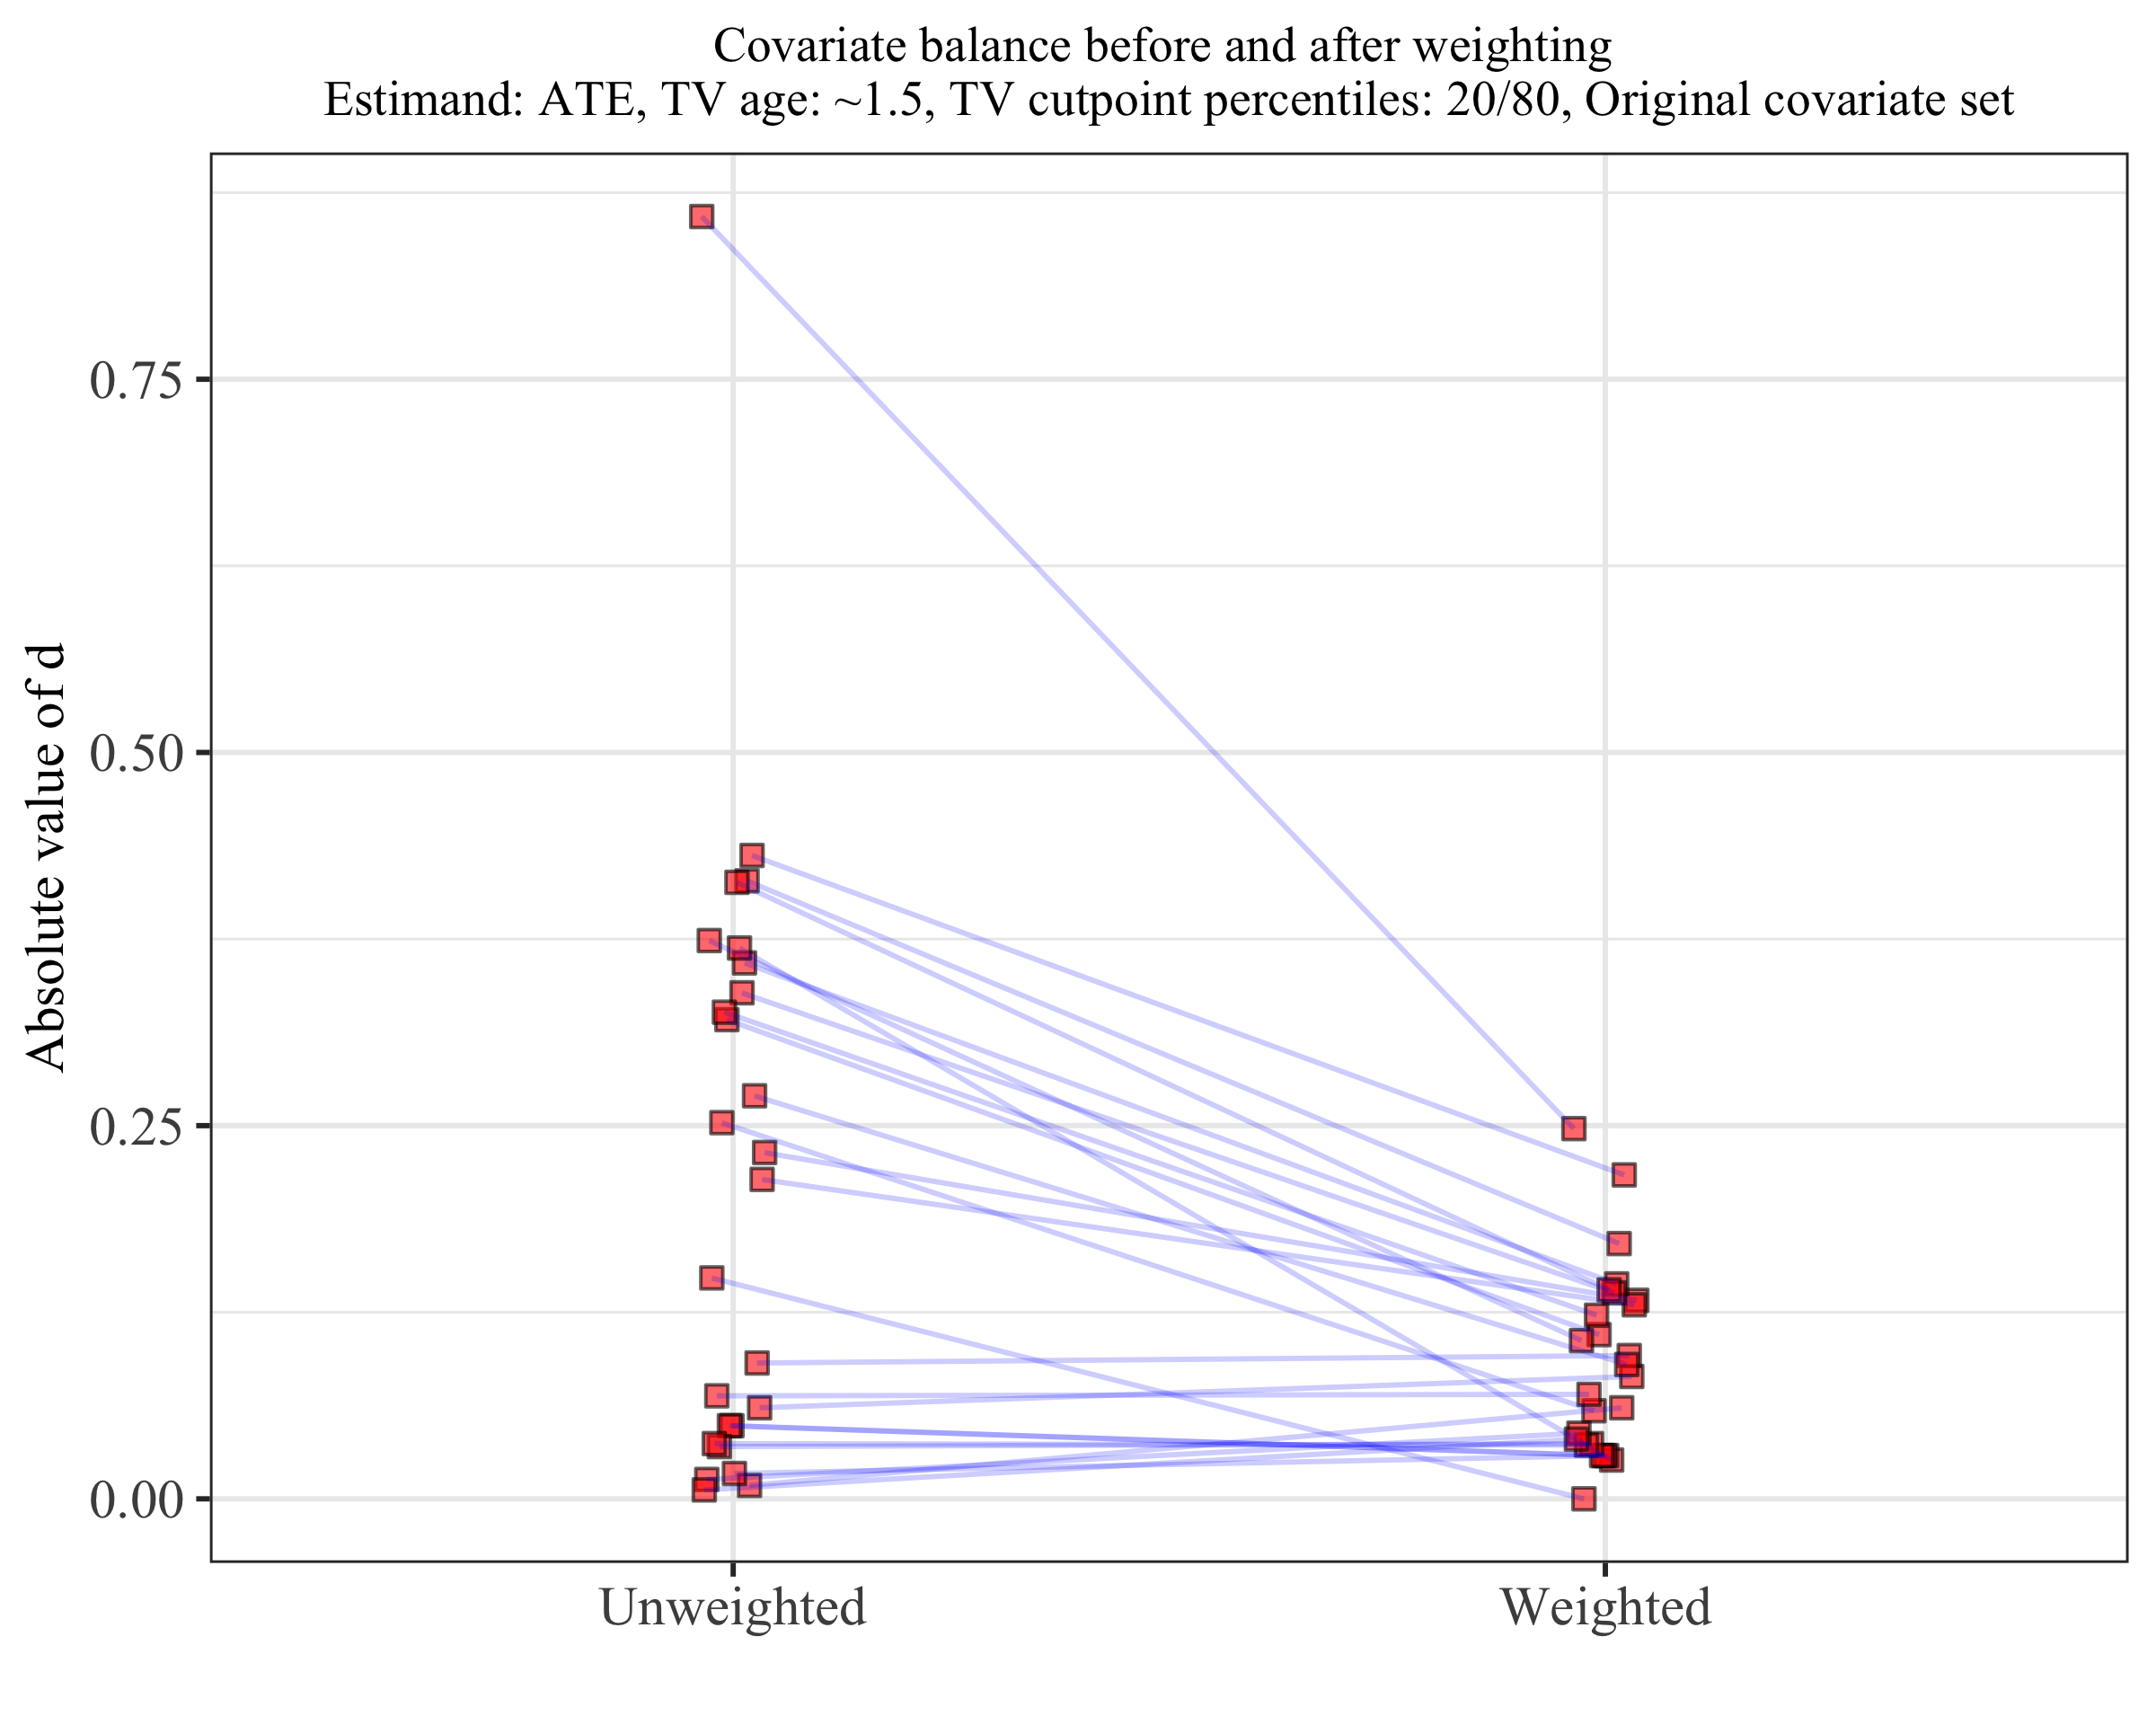 Covariate balance before and after weighting
Estimand: ATE, TV age: ~1.5, TV cutpoint percentiles: 20/80, Original covariate set
Absolute value of d
0.75
0.50
0.25
0.00
Unweighted
Weighted